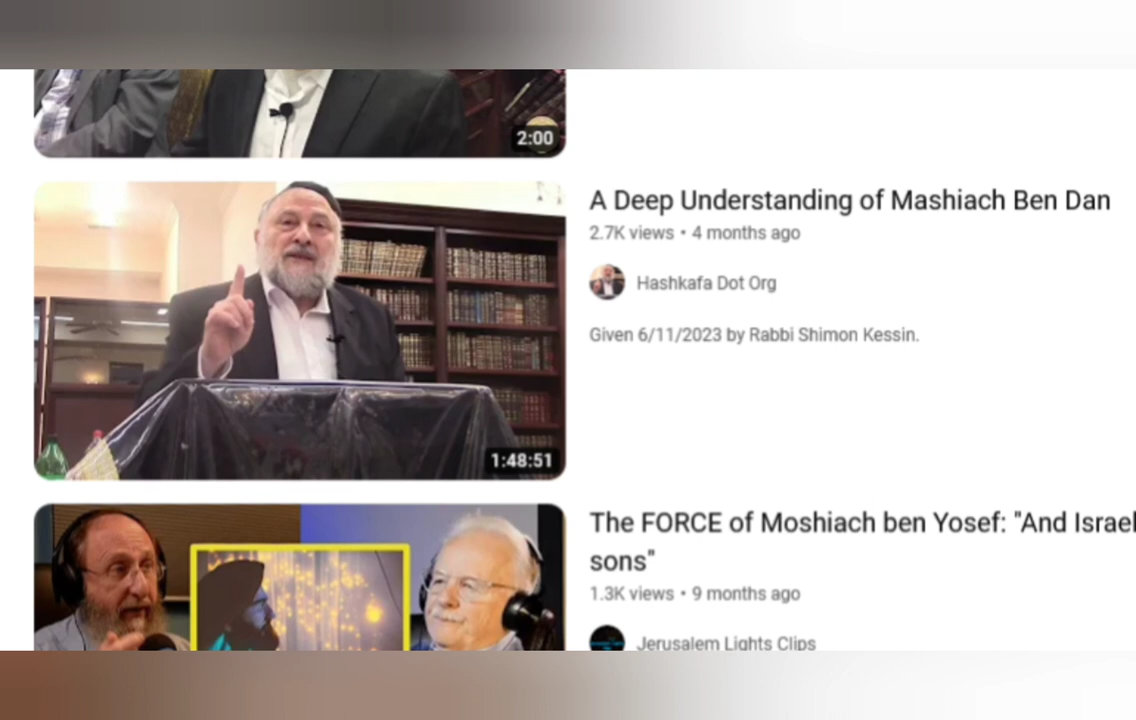 2:00
A Deep Understanding of Mashiach Ben Dan
2.7K views • 4 months ago
Hashkafa Dot Org
Given 6/11/2023 by Rabbi Shimon Kessin.
1:48:51
The FORCE of Moshiach ben Yosef: "And Israel
sons"
1.3K views • 9 months ago
Jerusalem Lights Clips